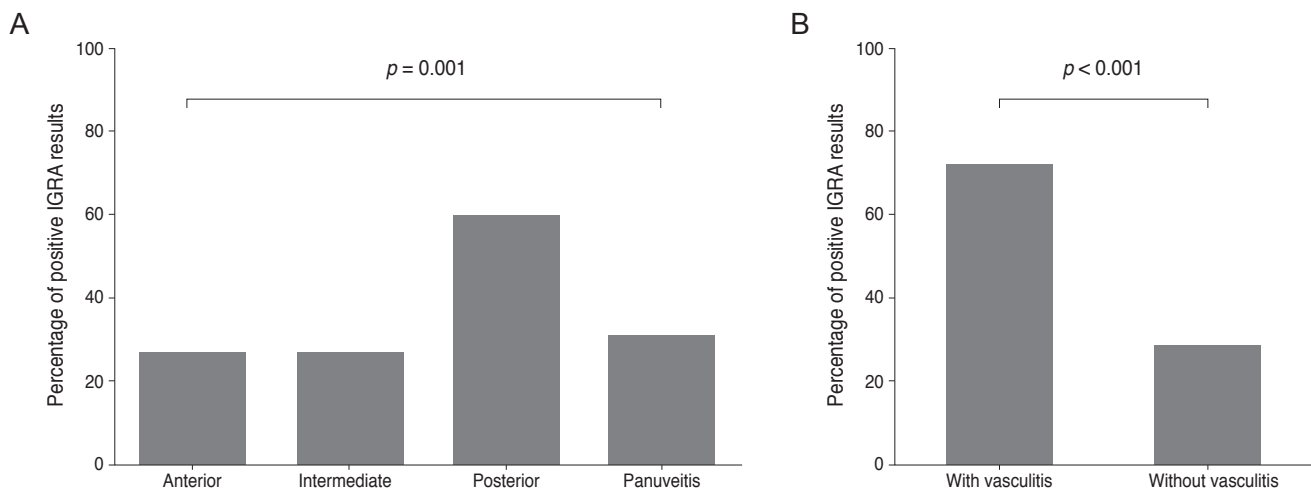 A
Percentage of positive IGRA results
100
80
60
40
20
0
p = 0.001
Anterior
Intermediate
Posterior
Panuveitis
B
Percentage of positive IGRA results
100
80
60
40
20
0
p < 0.001
With vasculitis
Without vasculitis